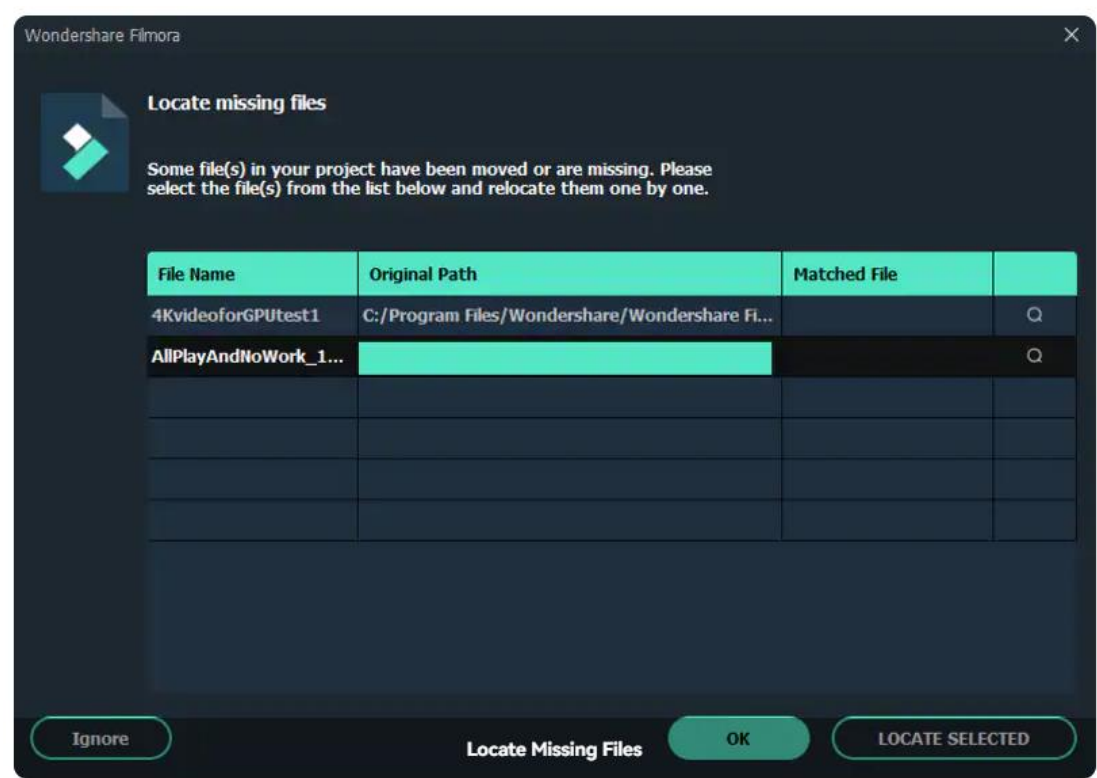 Wondershare Filmora
Locate missing files
Some file(s) in your project have been moved or are missing. Please
select the file(s) from the list below and relocate them one by one.
File Name Original Path Matched File
4KvideoforGPUtest1 C:/Program Files/Wondershare/Wondershare Fi...
AllPlayAndNoWork_1...
Ignore Locate Missing Files OK LOCATE SELECTED